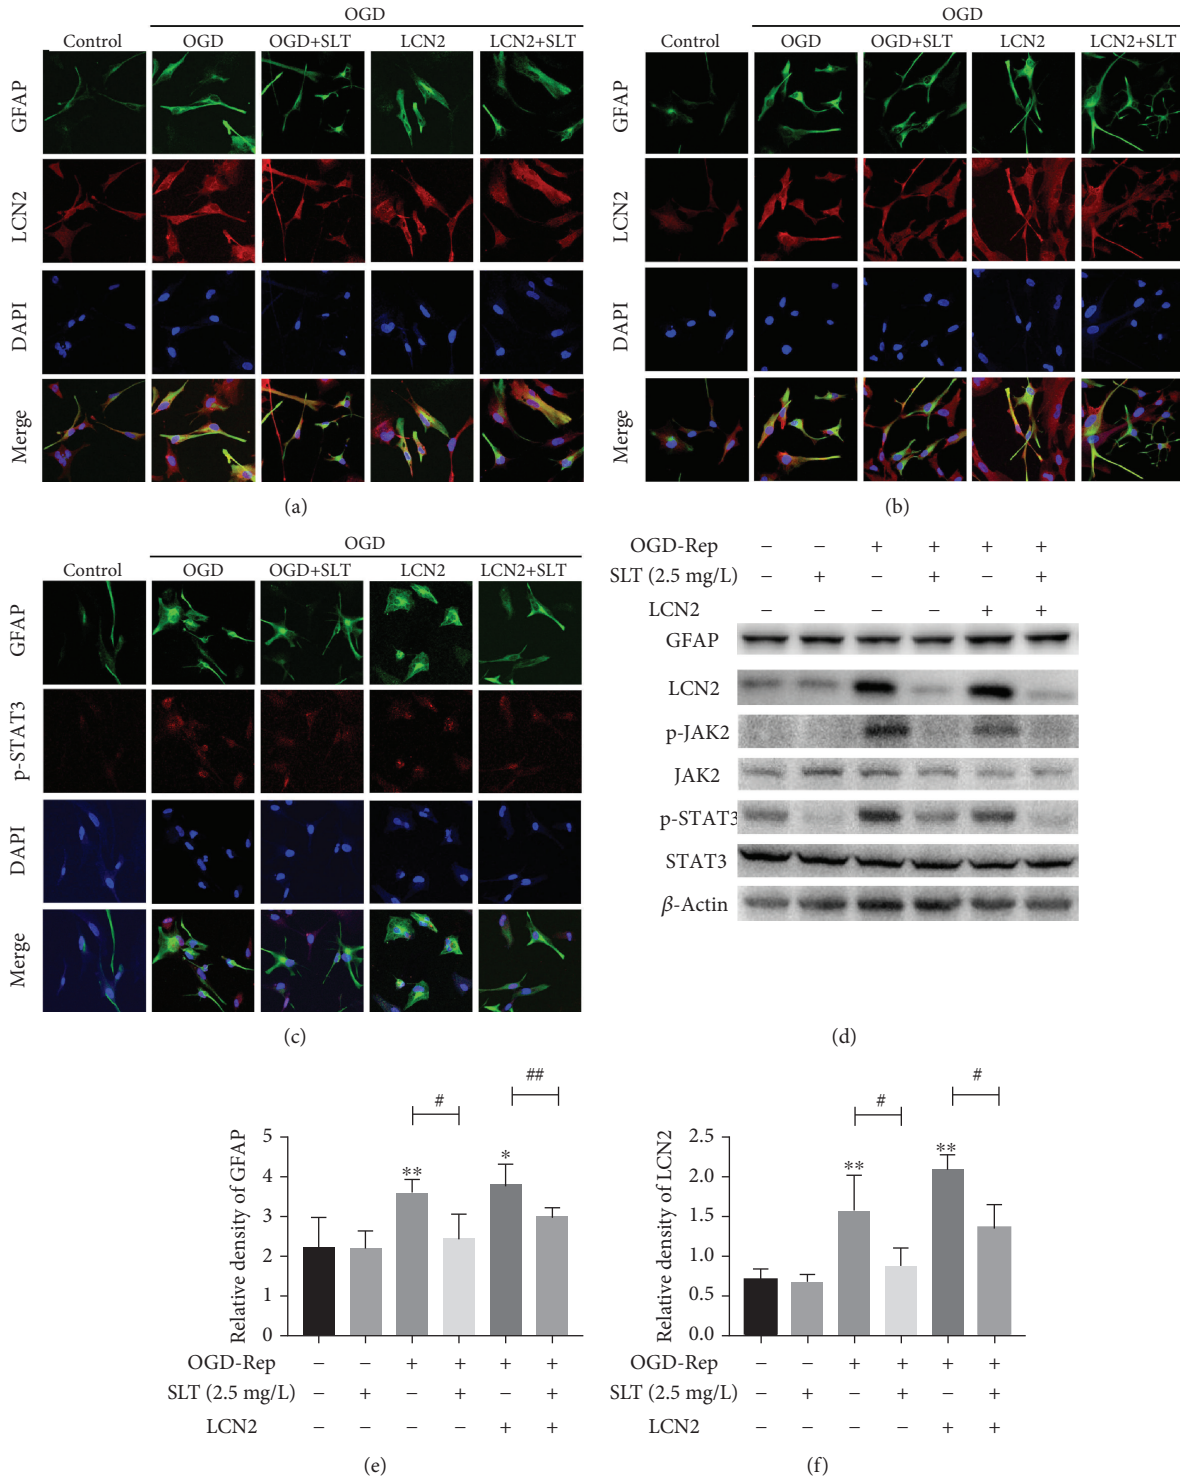 OGD
Control OGD OGD+SLT LCN2 LCN2+SLT
GFAP
LCN2
DAPI
Merge
(a)
OGD
Control OGD OGD+SLT LCN2 LCN2+SLT
GFAP
LCN2
DAPI
Merge
(b)
OGD
Control OGD OGD+SLT LCN2 LCN2+SLT
GFAP
p-STAT3
DAPI
Merge
(c)
OGD-Rep − − + + + +
SLT (2.5 mg/L) − + − + − +
LCN2 − − − − + +
GFAP
LCN2
p-JAK2
JAK2
p-STAT3
STAT3
β-Actin
(d)
Relative density of GFAP
5
4
3
2
1
0
** # * ##
OGD-Rep − − + + + +
SLT (2.5 mg/L) − + − + − +
LCN2 − − − − + +
(e)
Relative density of LCN2
2.5
2.0
1.5
1.0
0.5
0.0
** # ** #
OGD-Rep − − + + + +
SLT (2.5 mg/L) − + − + − +
LCN2 − − − − + +
(f)